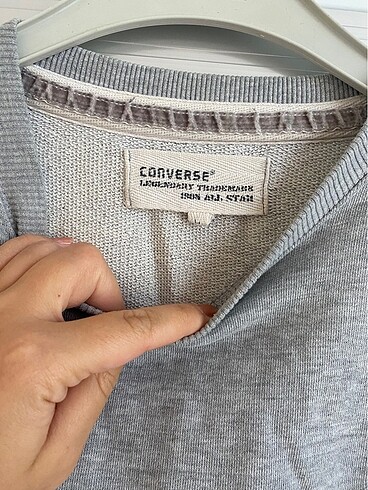 CONVERSE®
LEGENDARY TRADEMARK
1908 ALL STAR